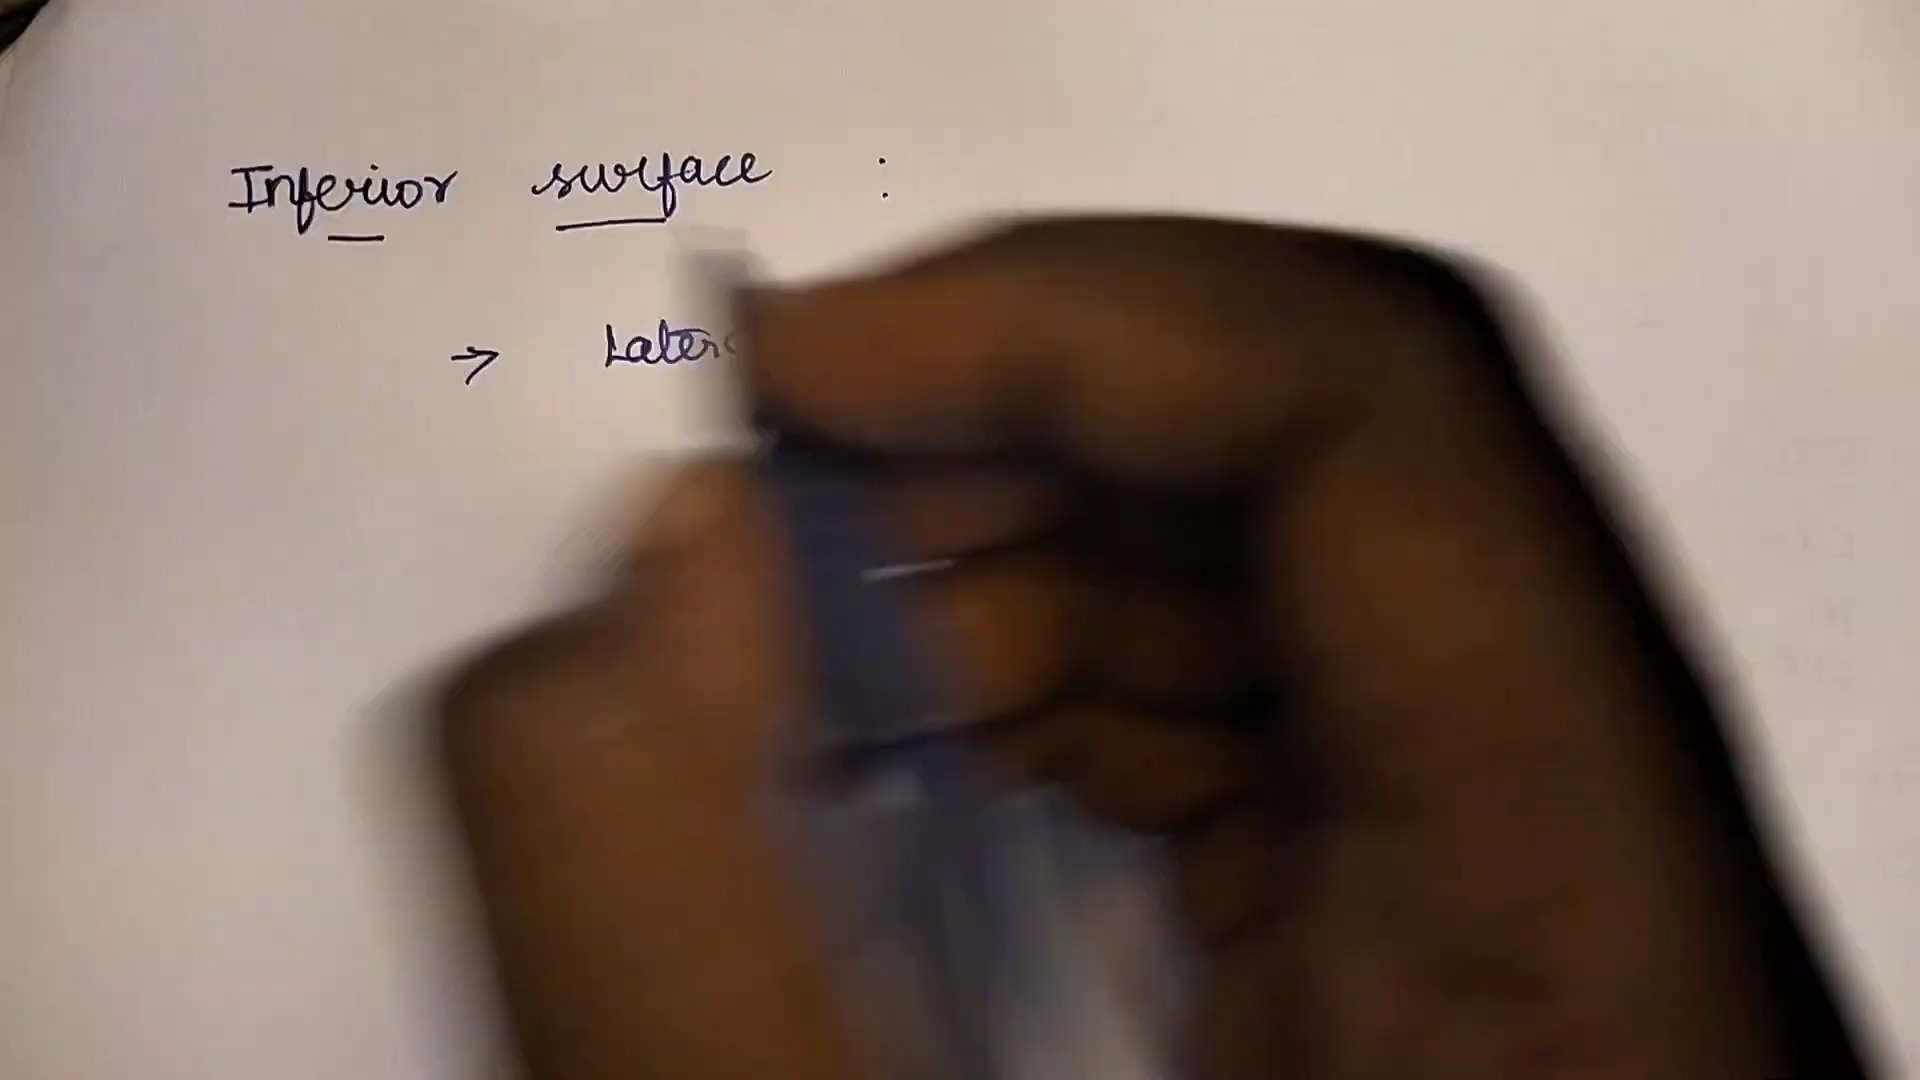 Inferior surface :
→